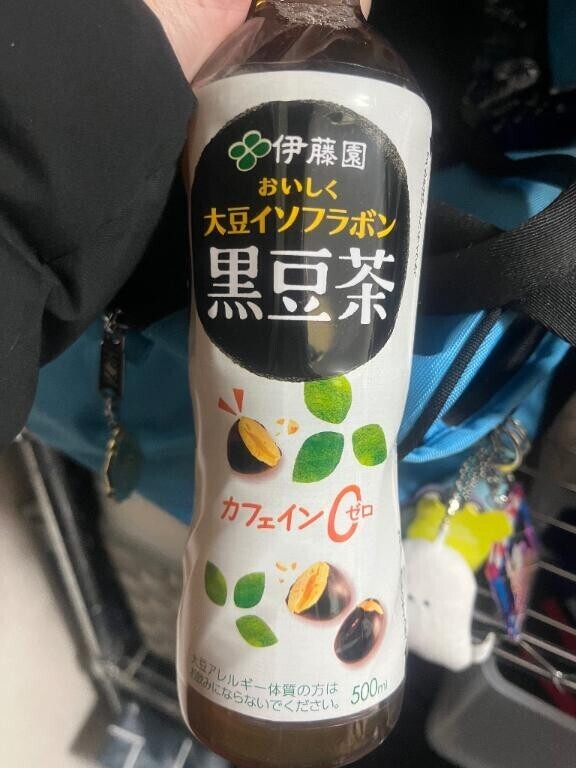 伊藤園
おいしく
大豆イソフラボン
黒豆茶
カフェイン0ゼロ
大豆アレルギー体質の方は
お飲みにならないでください。 500ml